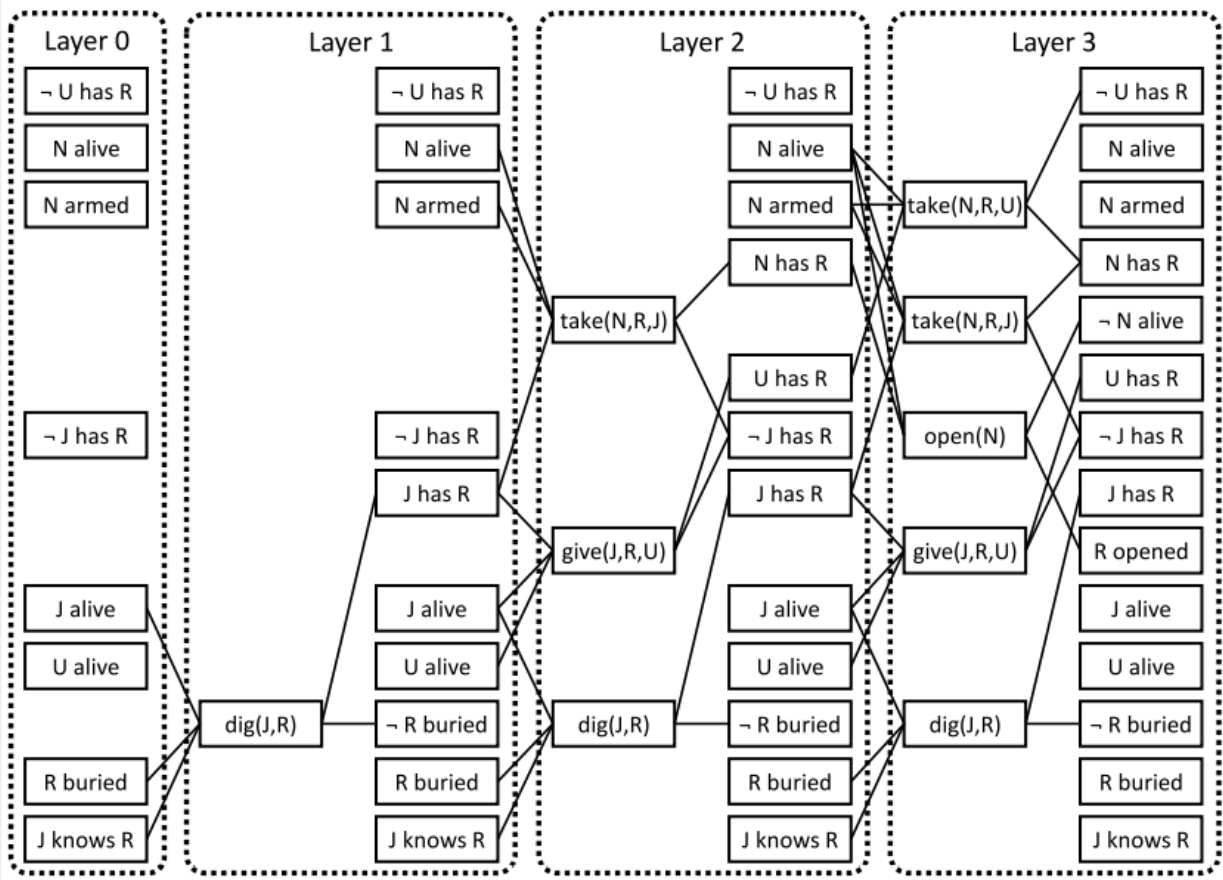 Layer 0
¬ U has R
N alive
N armed
¬ J has R
J alive
U alive
R buried
J knows R
Layer 1
dig(J,R)
¬ U has R
N alive
N armed
¬ J has R
J has R
J alive
U alive
¬ R buried
R buried
J knows R
Layer 2
take(N,R,J)
give(J,R,U)
dig(J,R)
¬ U has R
N alive
N armed
N has R
U has R
¬ J has R
J has R
J alive
U alive
¬ R buried
R buried
J knows R
Layer 3
take(N,R,U)
take(N,R,J)
open(N)
give(J,R,U)
dig(J,R)
¬ U has R
N alive
N armed
N has R
¬ N alive
U has R
¬ J has R
J has R
R opened
J alive
U alive
¬ R buried
R buried
J knows R